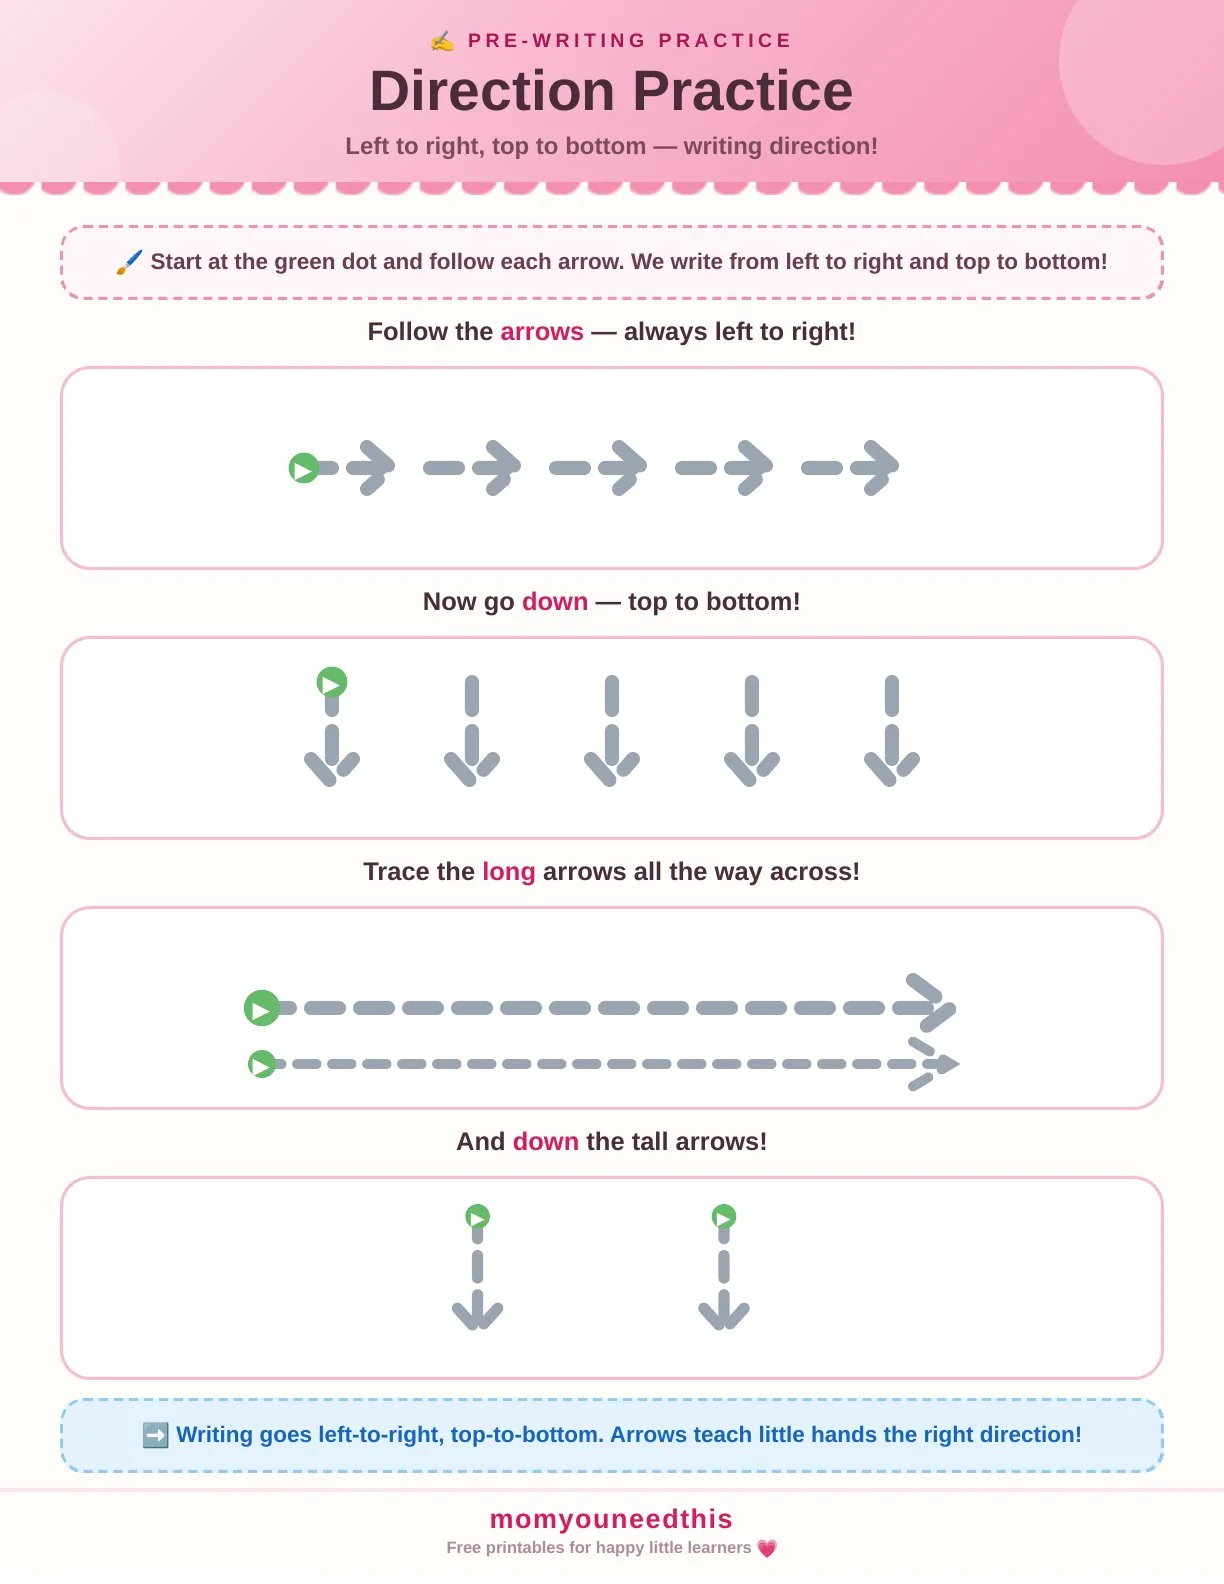 ✍️ PRE-WRITING PRACTICE
Direction Practice
Left to right, top to bottom — writing direction!
🖌️ Start at the green dot and follow each arrow. We write from left to right and top to bottom!
Follow the arrows — always left to right!
Now go down — top to bottom!
Trace the long arrows all the way across!
And down the tall arrows!
➡️ Writing goes left-to-right, top-to-bottom. Arrows teach little hands the right direction!
momyouneedthis
Free printables for happy little learners 💗